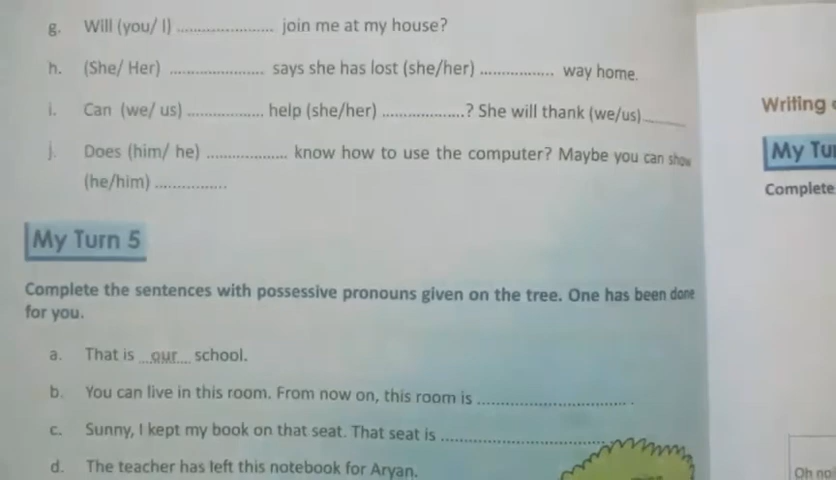 g. Will (you/ I) ..................... join me at my house?
h. (She/ Her) ..................... says she has lost (she/her) ................ way home.
i. Can (we/ us) ................. help (she/her) ..................? She will thank (we/us) ______
j. Does (him/ he) .................. know how to use the computer? Maybe you can show
(he/him) ................
My Turn 5
Complete the sentences with possessive pronouns given on the tree. One has been done
for you.
a. That is ...our... school.
b. You can live in this room. From now on, this room is ................................. .
c. Sunny, I kept my book on that seat. That seat is ....................................
d. The teacher has left this notebook for Aryan.
Writing
My Tu
Complete
Oh no